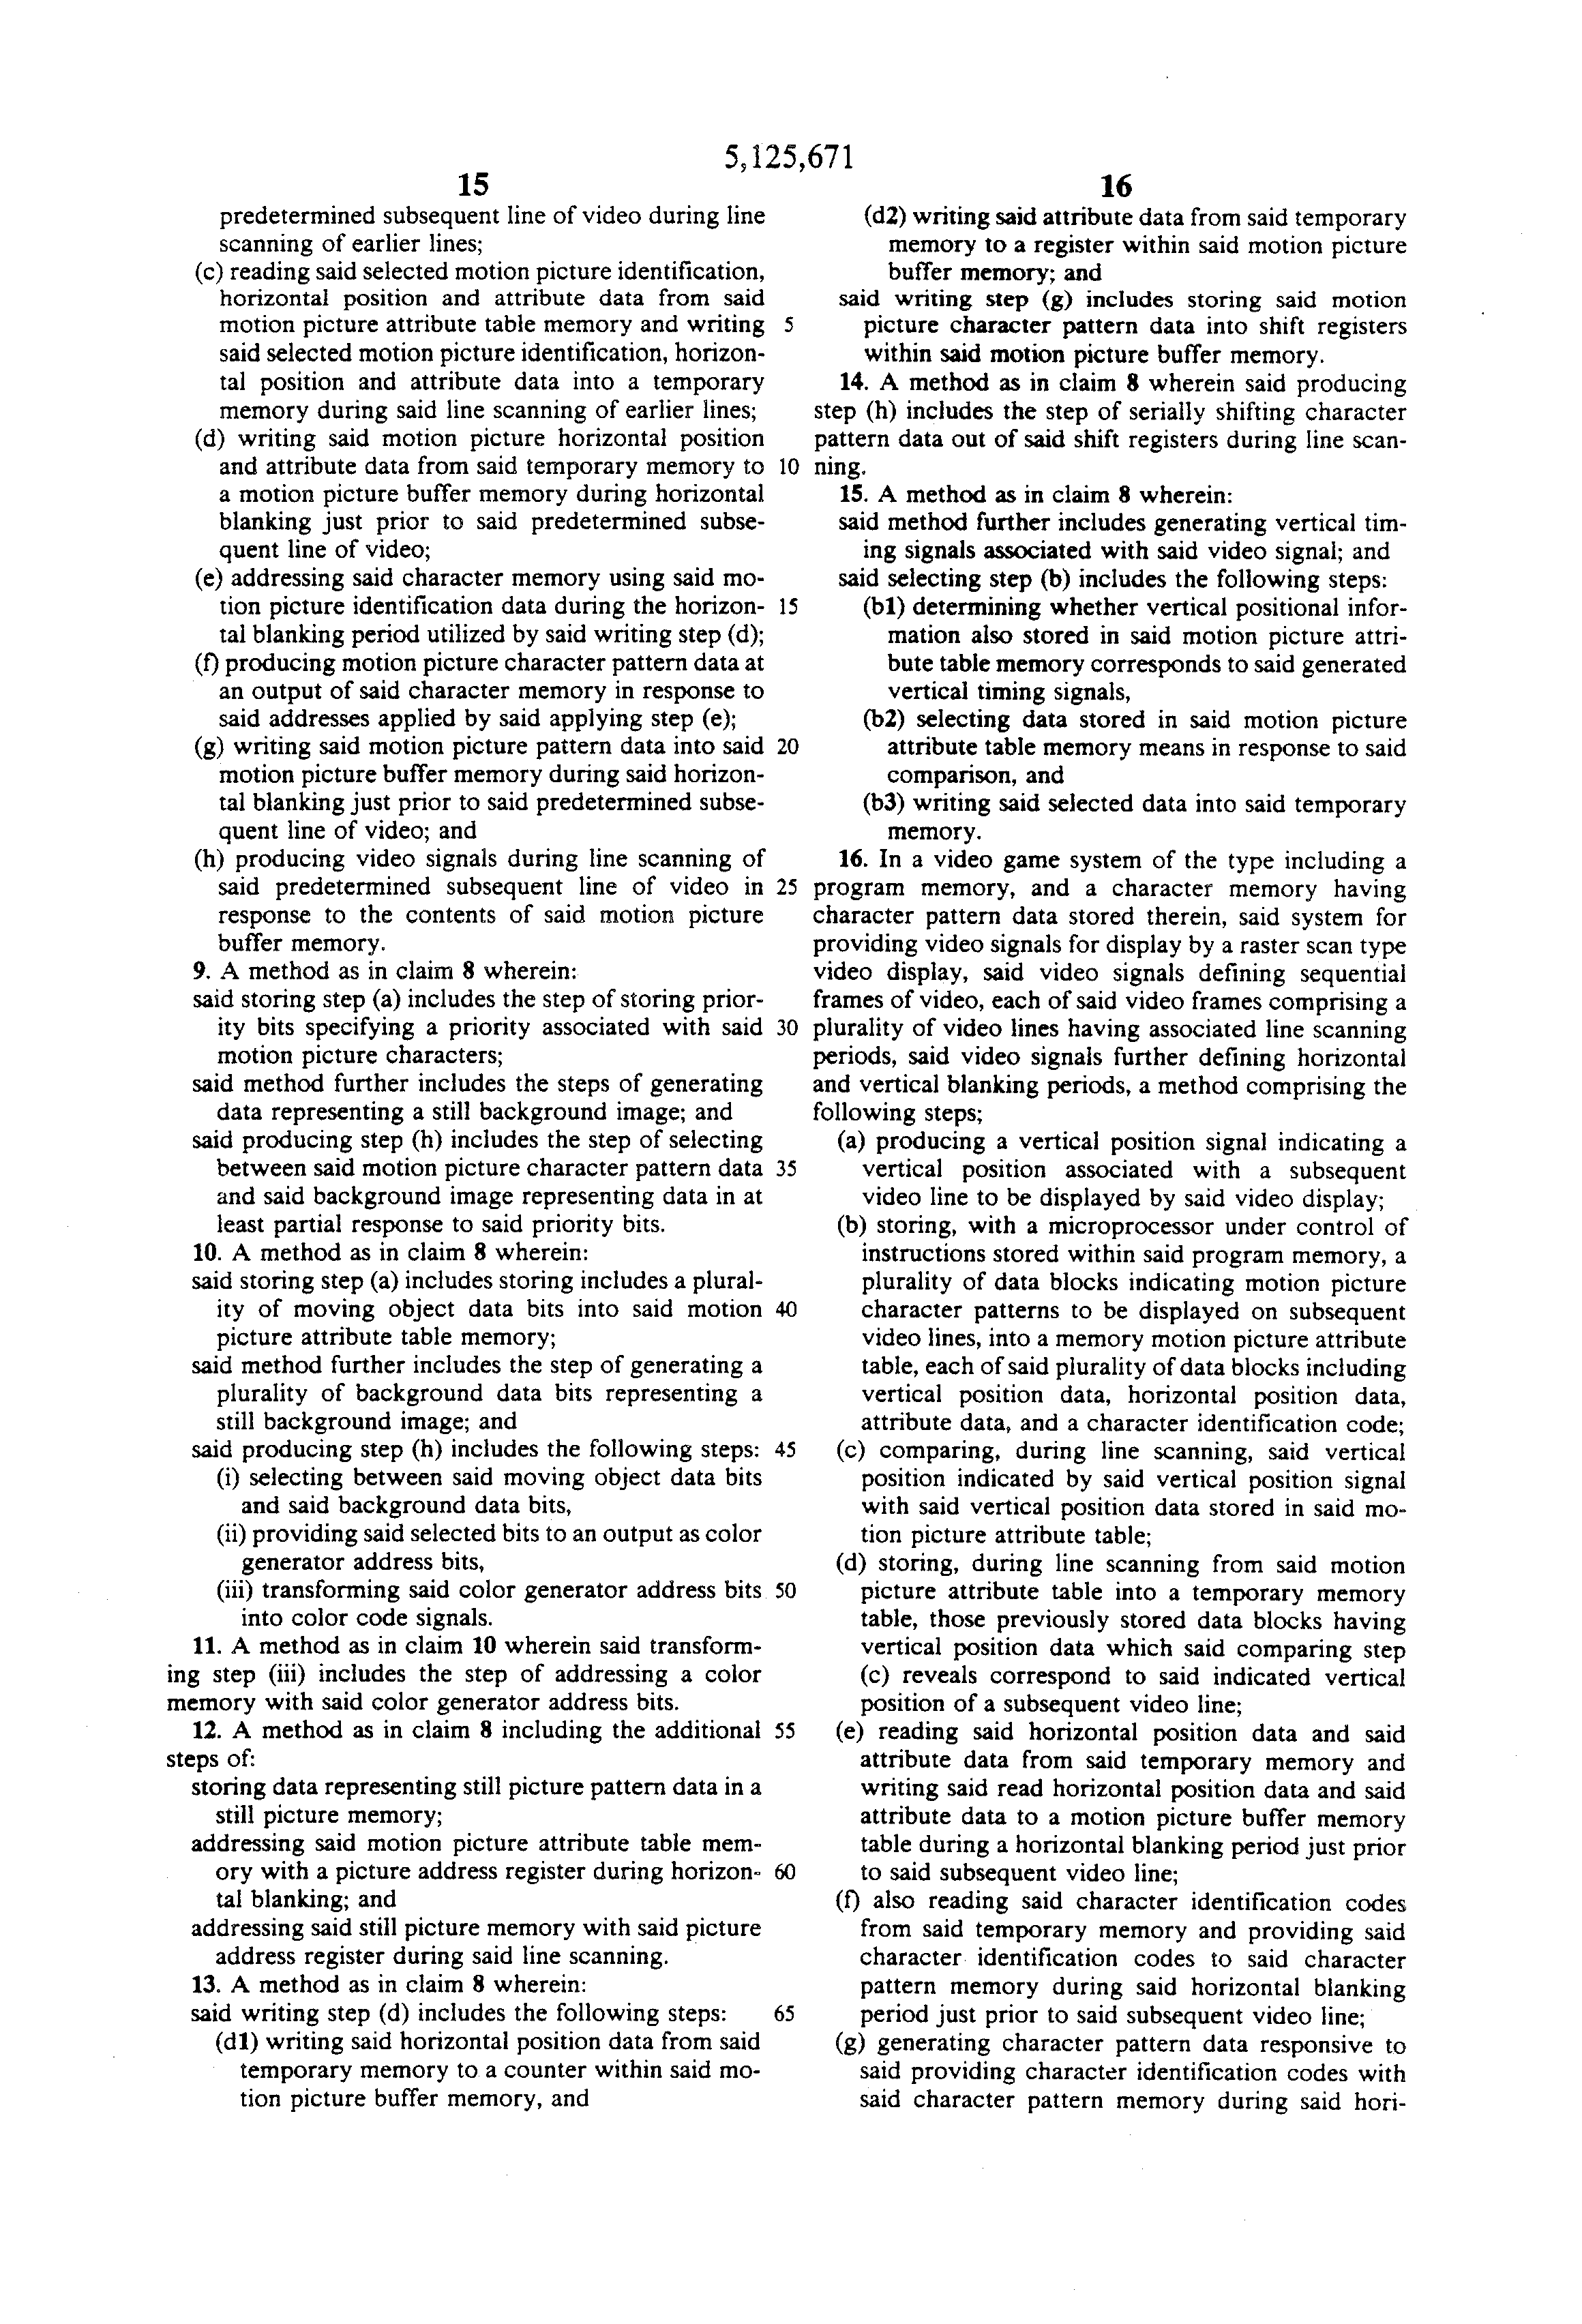 5,125,671
15
predetermined subsequent line of video during line
scanning of earlier lines;
(c) reading said selected motion picture identification,
horizontal position and attribute data from said
motion picture attribute table memory and writing 5
said selected motion picture identification, horizon-
tal position and attribute data into a temporary
memory during said line scanning of earlier lines;
(d) writing said motion picture horizontal position
and attribute data from said temporary memory to 10
a motion picture buffer memory during horizontal
blanking just prior to said predetermined subse-
quent line of video;
(e) addressing said character memory using said mo-
tion picture identification data during the horizon- 15
tal blanking period utilized by said writing step (d);
(f) producing motion picture character pattern data at
an output of said character memory in response to
said addresses applied by said applying step (e);
(g) writing said motion picture pattern data into said 20
motion picture buffer memory during said horizon-
tal blanking just prior to said predetermined subse-
quent line of video; and
(h) producing video signals during line scanning of
said predetermined subsequent line of video in 25
response to the contents of said motion picture
buffer memory.
9. A method as in claim 8 wherein:
said storing step (a) includes the step of storing prior-
ity bits specifying a priority associated with said 30
motion picture characters;
said method further includes the steps of generating
data representing a still background image; and
said producing step (h) includes the step of selecting
between said motion picture character pattern data 35
and said background image representing data in at
least partial response to said priority bits.
10. A method as in claim 8 wherein:
said storing step (a) includes storing includes a plural-
ity of moving object data bits into said motion 40
picture attribute table memory;
said method further includes the step of generating a
plurality of background data bits representing a
still background image; and
said producing step (h) includes the following steps: 45
(i) selecting between said moving object data bits
and said background data bits,
(ii) providing said selected bits to an output as color
generator address bits,
(iii) transforming said color generator address bits 50
into color code signals.
11. A method as in claim 10 wherein said transform-
ing step (iii) includes the step of addressing a color
memory with said color generator address bits.
12. A method as in claim 8 including the additional 55
steps of:
storing data representing still picture pattern data in a
still picture memory;
addressing said motion picture attribute table mem-
ory with a picture address register during horizon- 60
tal blanking; and
addressing said still picture memory with said picture
address register during said line scanning.
13. A method as in claim 8 wherein:
said writing step (d) includes the following steps: 65
(d1) writing said horizontal position data from said
temporary memory to a counter within said mo-
tion picture buffer memory, and
16
(d2) writing said attribute data from said temporary
memory to a register within said motion picture
buffer memory; and
said writing step (g) includes storing said motion
picture character pattern data into shift registers
within said motion picture buffer memory.
14. A method as in claim 8 wherein said producing
step (h) includes the step of serially shifting character
pattern data out of said shift registers during line scan-
ning.
15. A method as in claim 8 wherein:
said method further includes generating vertical tim-
ing signals associated with said video signal; and
said selecting step (b) includes the following steps:
(b1) determining whether vertical positional infor-
mation also stored in said motion picture attri-
bute table memory corresponds to said generated
vertical timing signals,
(b2) selecting data stored in said motion picture
attribute table memory means in response to said
comparison, and
(b3) writing said selected data into said temporary
memory.
16. In a video game system of the type including a
program memory, and a character memory having
character pattern data stored therein, said system for
providing video signals for display by a raster scan type
video display, said video signals defining sequential
frames of video, each of said video frames comprising a
plurality of video lines having associated line scanning
periods, said video signals further defining horizontal
and vertical blanking periods, a method comprising the
following steps;
(a) producing a vertical position signal indicating a
vertical position associated with a subsequent
video line to be displayed by said video display;
(b) storing, with a microprocessor under control of
instructions stored within said program memory, a
plurality of data blocks indicating motion picture
character patterns to be displayed on subsequent
video lines, into a memory motion picture attribute
table, each of said plurality of data blocks including
vertical position data, horizontal position data,
attribute data, and a character identification code;
(c) comparing, during line scanning, said vertical
position indicated by said vertical position signal
with said vertical position data stored in said mo-
tion picture attribute table;
(d) storing, during line scanning from said motion
picture attribute table into a temporary memory
table, those previously stored data blocks having
vertical position data which said comparing step
(c) reveals correspond to said indicated vertical
position of a subsequent video line;
(e) reading said horizontal position data and said
attribute data from said temporary memory and
writing said read horizontal position data and said
attribute data to a motion picture buffer memory
table during a horizontal blanking period just prior
to said subsequent video line;
(f) also reading said character identification codes
from said temporary memory and providing said
character identification codes to said character
pattern memory during said horizontal blanking
period just prior to said subsequent video line;
(g) generating character pattern data responsive to
said providing character identification codes with
said character pattern memory during said hori-